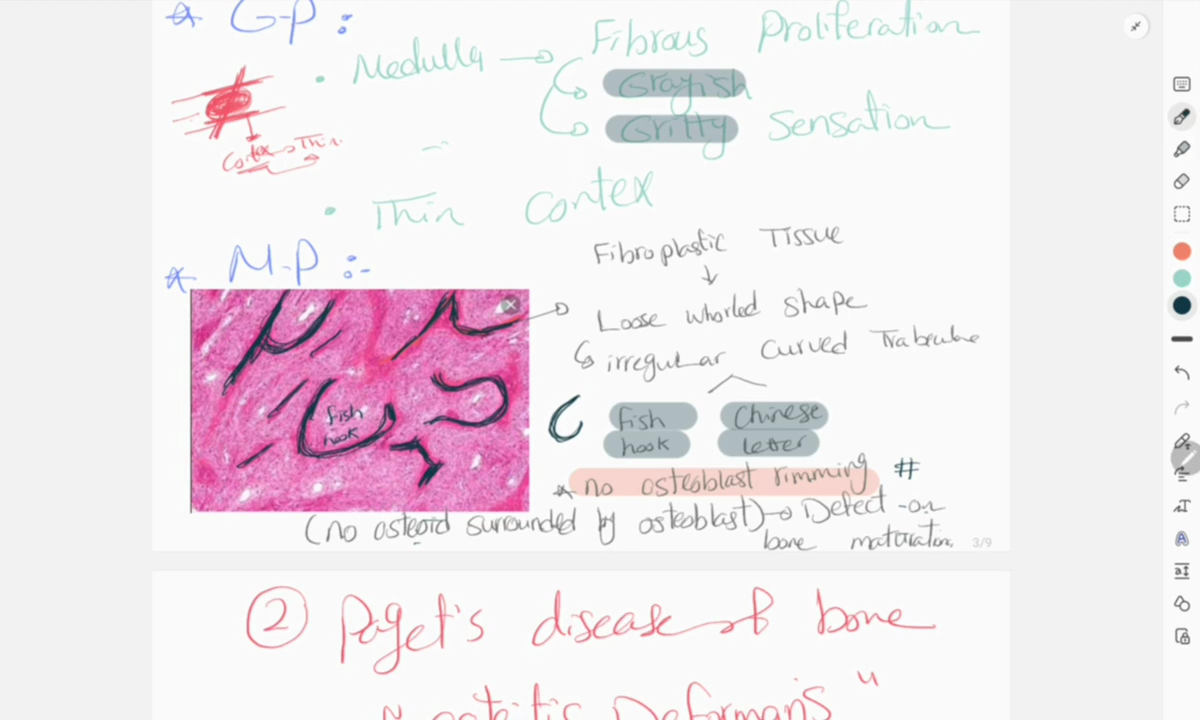 * G-P :
• Medulla → Fibrous Proliferation
Grayish
Gritty Sensation
Cortex → Thin
• Thin Cortex
* M-P :-
Fibroplastic Tissue
Loose whorled shape
irregular curved Trabeculae
fish hook
Chinese letter
fish
hook
* no osteoblast rimming #
(no osteoid surrounded by osteoblast) → Defect on
bone maturation.
3/9
② Paget's disease of bone
" osteitis Deformans "